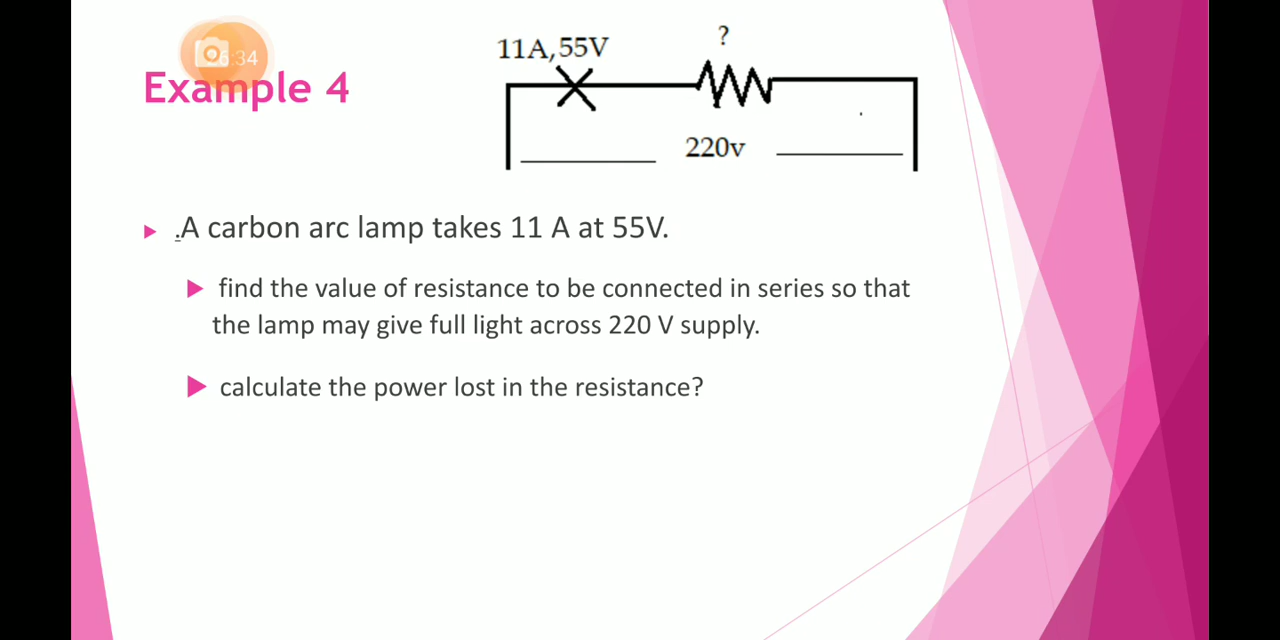 11A,55V
?
Example 4
220v
.A carbon arc lamp takes 11 A at 55V.
find the value of resistance to be connected in series so that
the lamp may give full light across 220 V supply.
calculate the power lost in the resistance?